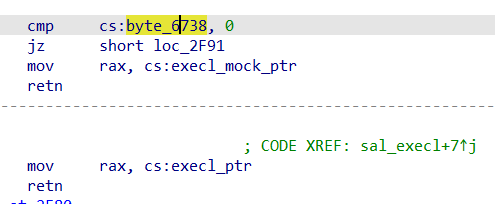 cmp cs:byte_6738, 0
jz short loc_2F91
mov rax, cs:execl_mock_ptr
retn
; CODE XREF: sal_execl+7↑j
mov rax, cs:execl_ptr
retn